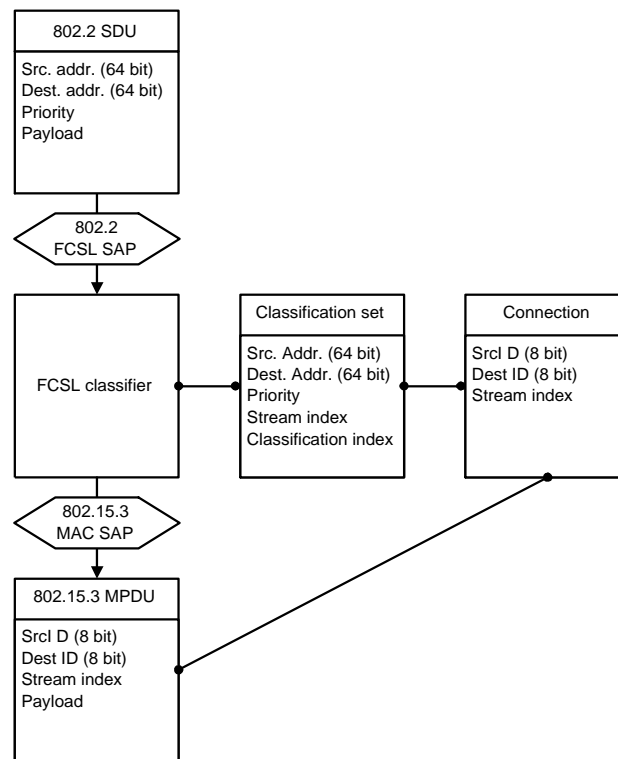 802.2 SDU
Src. addr. (64 bit)
Dest. addr. (64 bit)
Priority
Payload
802.2
FCSL SAP
FCSL classifier
Classification set
Src. Addr. (64 bit)
Dest. Addr. (64 bit)
Priority
Stream index
Classification index
Connection
SrcI D (8 bit)
Dest ID (8 bit)
Stream index
802.15.3
MAC SAP
802.15.3 MPDU
SrcI D (8 bit)
Dest ID (8 bit)
Stream index
Payload